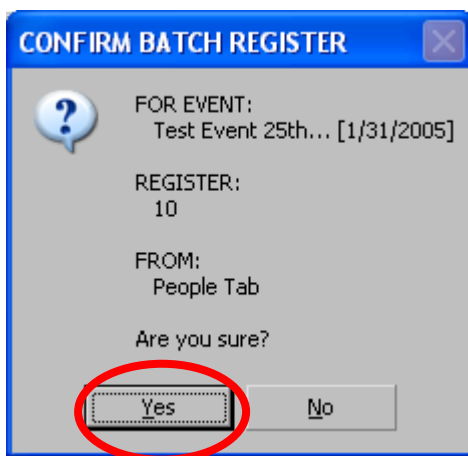 CONFIRM BATCH REGISTER
FOR EVENT:
Test Event 25th... [1/31/2005]
REGISTER:
10
FROM:
People Tab
Are you sure?
Yes
No